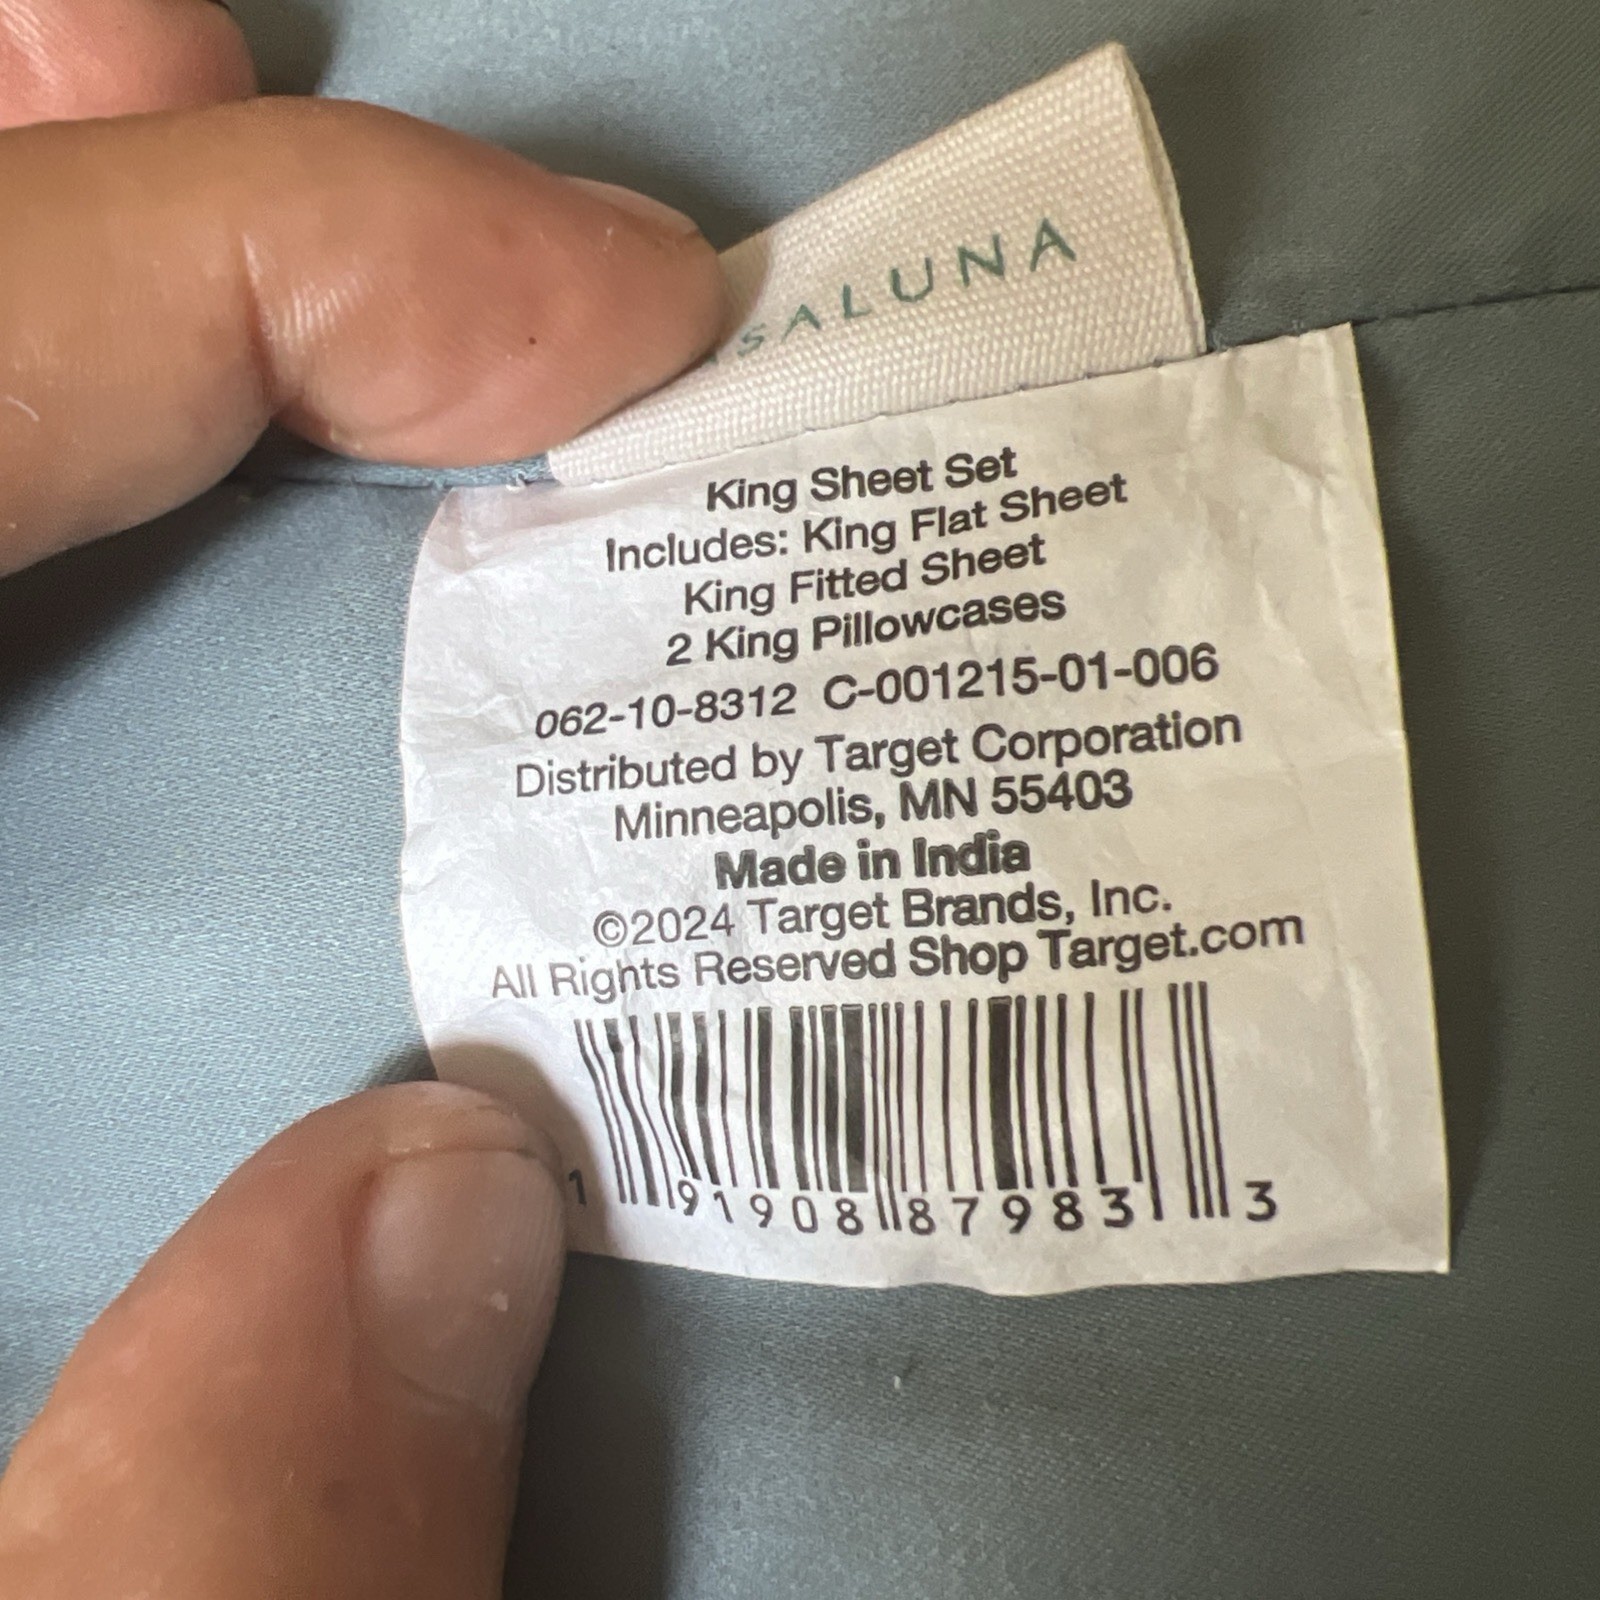 SALUNA
King Sheet Set
Includes: King Flat Sheet
King Fitted Sheet
2 King Pillowcases
062-10-8312 C-001215-01-006
Distributed by Target Corporation
Minneapolis, MN 55403
Made in India
©2024 Target Brands, Inc.
All Rights Reserved Shop Target.com
1 91908 87983 3